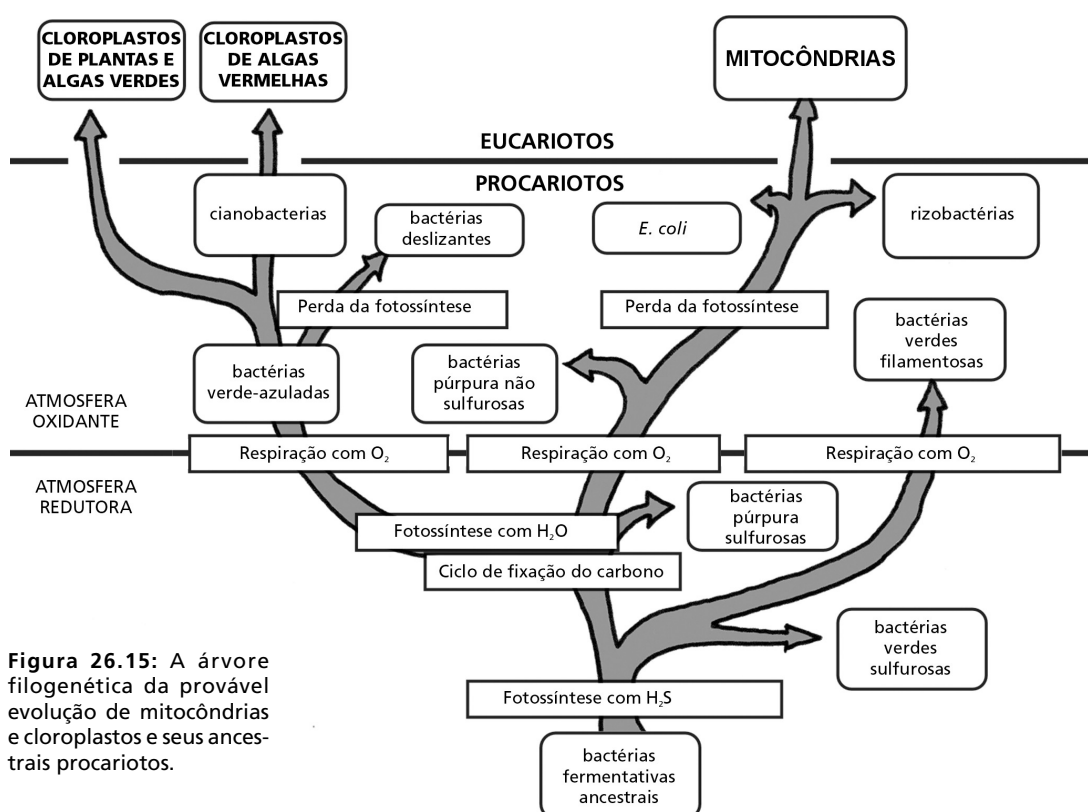 CLOROPLASTOS
DE PLANTAS E
ALGAS VERDES
CLOROPLASTOS
DE ALGAS
VERMELHAS
MITOCÔNDRIAS
EUCARIOTOS
PROCARIOTOS
cianobacterias
bactérias
deslizantes
E. coli
rizobactérias
Perda da fotossíntese
Perda da fotossíntese
bactérias
verdes
filamentosas
bactérias
verde-azuladas
bactérias
púrpura não
sulfurosas
ATMOSFERA
OXIDANTE
Respiração com O₂
Respiração com O₂
Respiração com O₂
ATMOSFERA
REDUTORA
bactérias
púrpura
sulfurosas
Fotossíntese com H₂O
Ciclo de fixação do carbono
bactérias
verdes
sulfurosas
Fotossíntese com H₂S
bactérias
fermentativas
ancestrais
Figura 26.15: A árvore
filogenética da provável
evolução de mitocôndrias
e cloroplastos e seus ances-
trais procariotos.